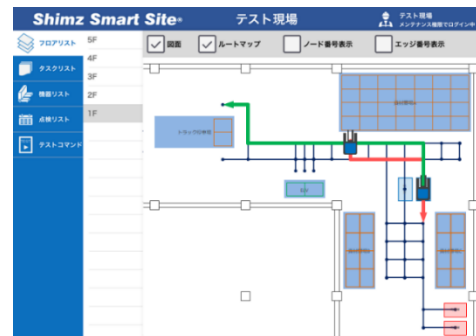 Shimz Smart Site®
テスト現場
テスト現場
メンテナンス権限でログイン中
フロアリスト
タスクリスト
機器リスト
点検リスト
テストコマンド
5F
4F
3F
2F
1F
図面
ルートマップ
ノード番号表示
エッジ番号表示